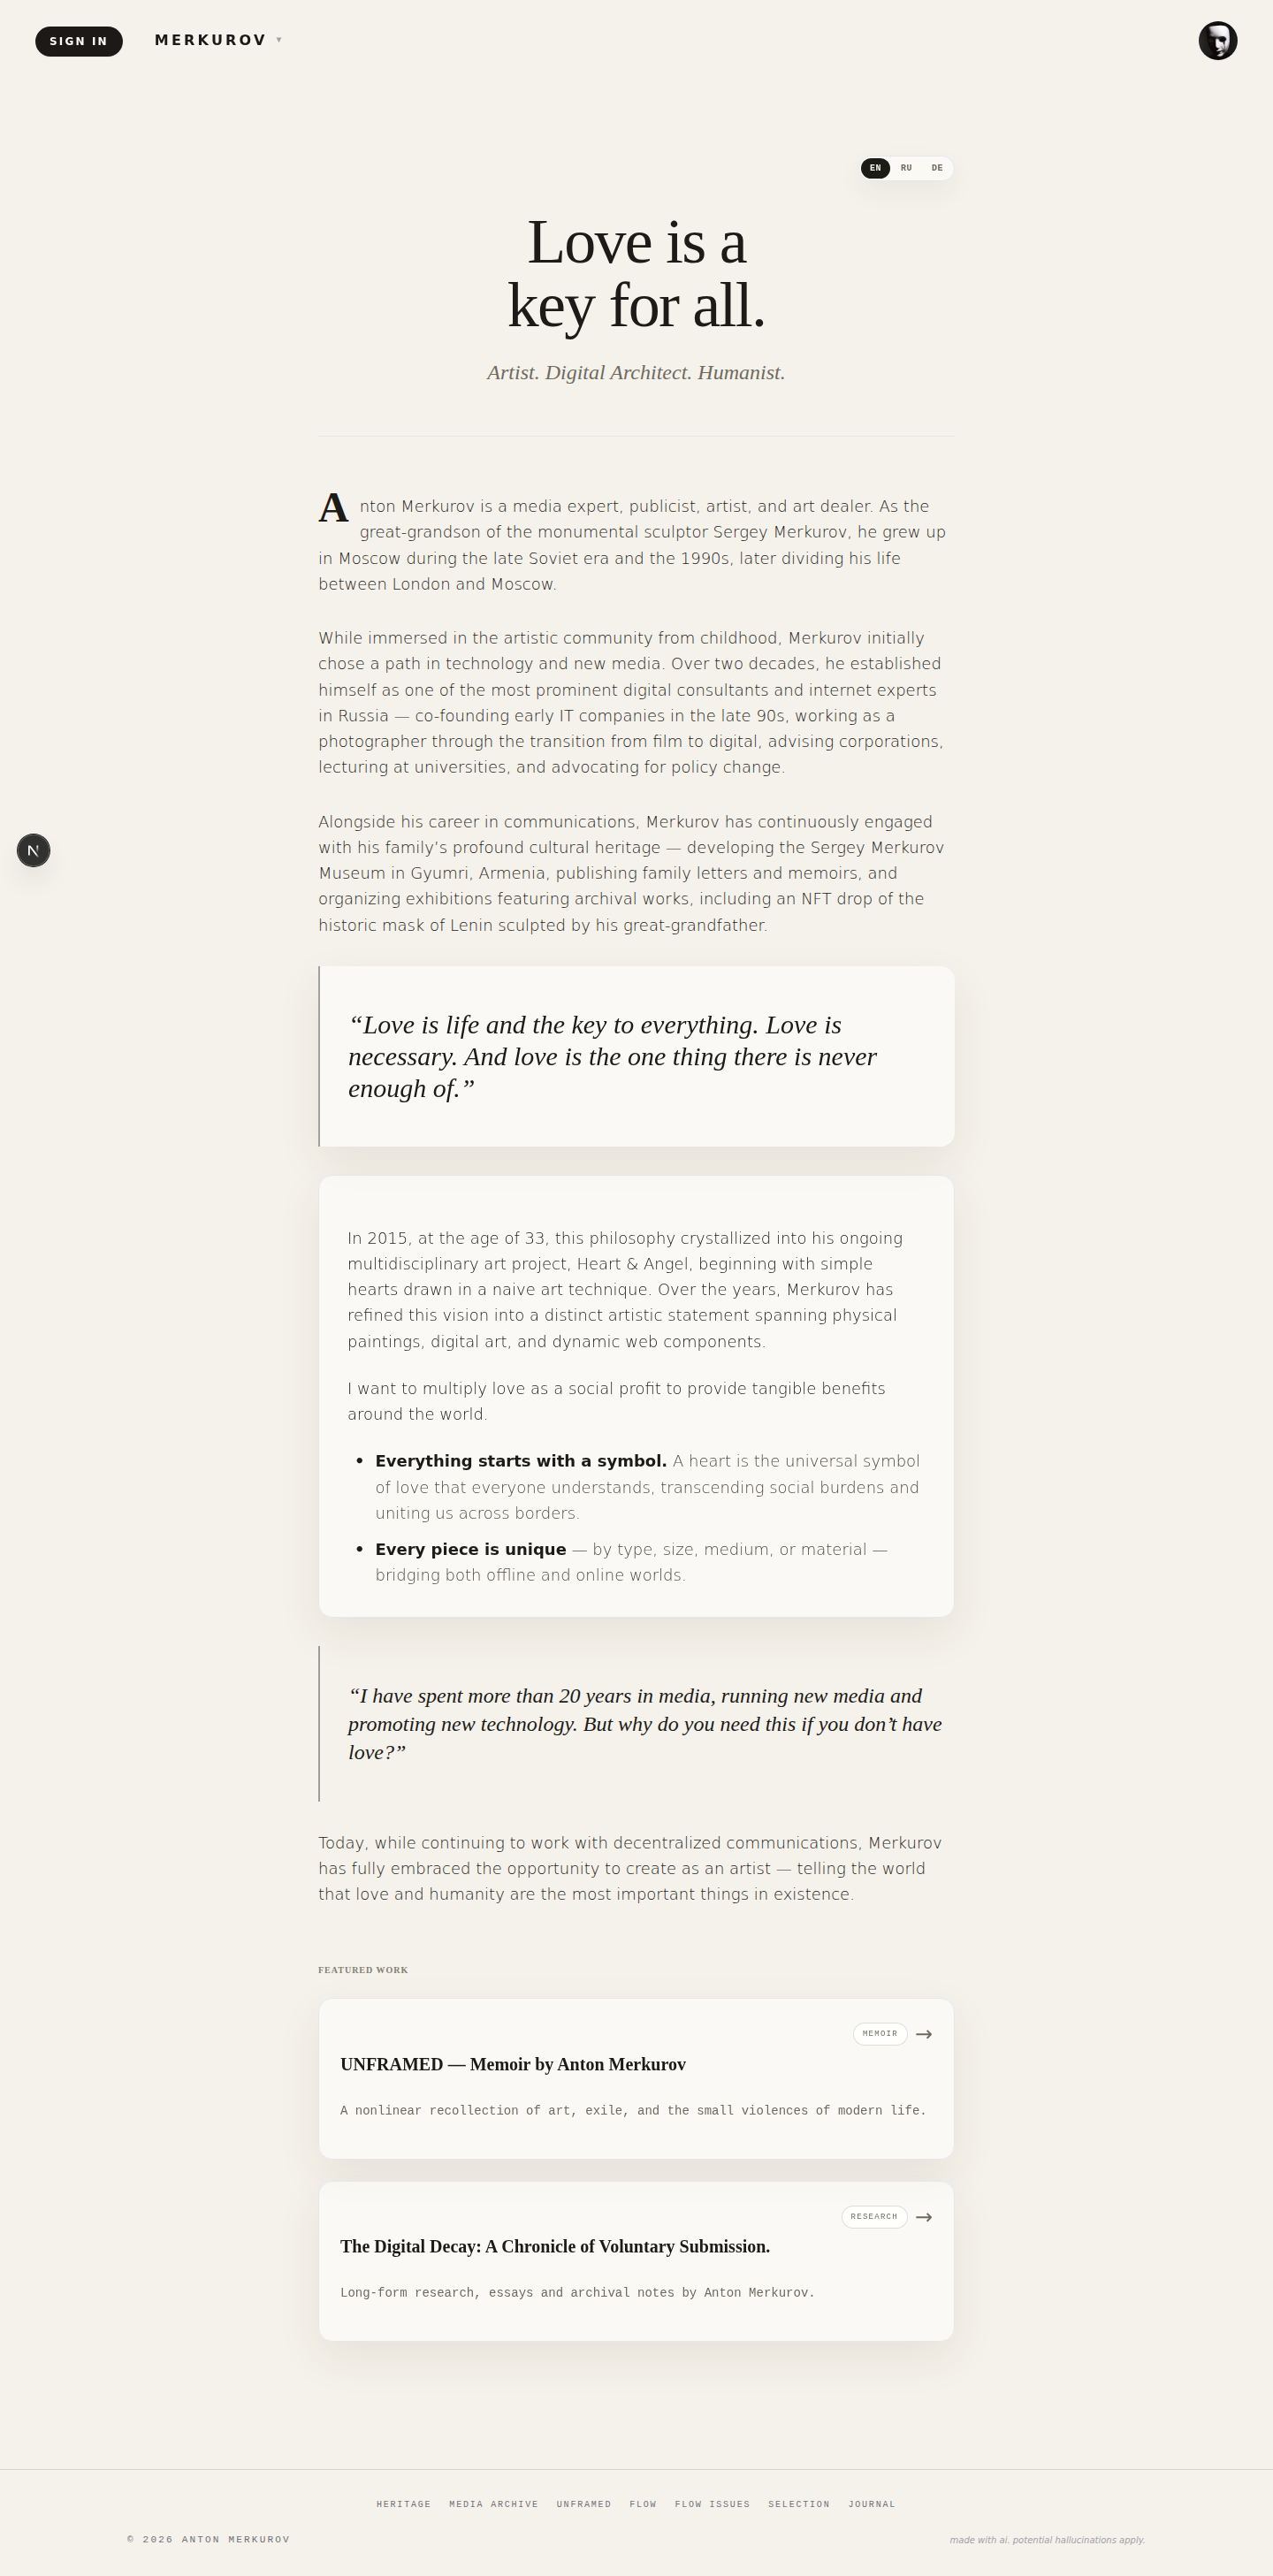 SIGN IN
MERKUROV ▾
EN RU DE
Love is a
key for all.
Artist. Digital Architect. Humanist.
Anton Merkurov is a media expert, publicist, artist, and art dealer. As the
great-grandson of the monumental sculptor Sergey Merkurov, he grew up
in Moscow during the late Soviet era and the 1990s, later dividing his life
between London and Moscow.
While immersed in the artistic community from childhood, Merkurov initially
chose a path in technology and new media. Over two decades, he established
himself as one of the most prominent digital consultants and internet experts
in Russia — co-founding early IT companies in the late 90s, working as a
photographer through the transition from film to digital, advising corporations,
lecturing at universities, and advocating for policy change.
Alongside his career in communications, Merkurov has continuously engaged
with his family’s profound cultural heritage — developing the Sergey Merkurov
Museum in Gyumri, Armenia, publishing family letters and memoirs, and
organizing exhibitions featuring archival works, including an NFT drop of the
historic mask of Lenin sculpted by his great-grandfather.
N
“Love is life and the key to everything. Love is
necessary. And love is the one thing there is never
enough of.”
In 2015, at the age of 33, this philosophy crystallized into his ongoing
multidisciplinary art project, Heart & Angel, beginning with simple
hearts drawn in a naive art technique. Over the years, Merkurov has
refined this vision into a distinct artistic statement spanning physical
paintings, digital art, and dynamic web components.
I want to multiply love as a social profit to provide tangible benefits
around the world.
• Everything starts with a symbol. A heart is the universal symbol
of love that everyone understands, transcending social burdens and
uniting us across borders.
• Every piece is unique — by type, size, medium, or material —
bridging both offline and online worlds.
“I have spent more than 20 years in media, running new media and
promoting new technology. But why do you need this if you don’t have
love?”
Today, while continuing to work with decentralized communications, Merkurov
has fully embraced the opportunity to create as an artist — telling the world
that love and humanity are the most important things in existence.
FEATURED WORK
MEMOIR →
UNFRAMED — Memoir by Anton Merkurov
A nonlinear recollection of art, exile, and the small violences of modern life.
RESEARCH →
The Digital Decay: A Chronicle of Voluntary Submission.
Long-form research, essays and archival notes by Anton Merkurov.
HERITAGE MEDIA ARCHIVE UNFRAMED FLOW FLOW ISSUES SELECTION JOURNAL
© 2026 ANTON MERKUROV
made with ai. potential hallucinations apply.